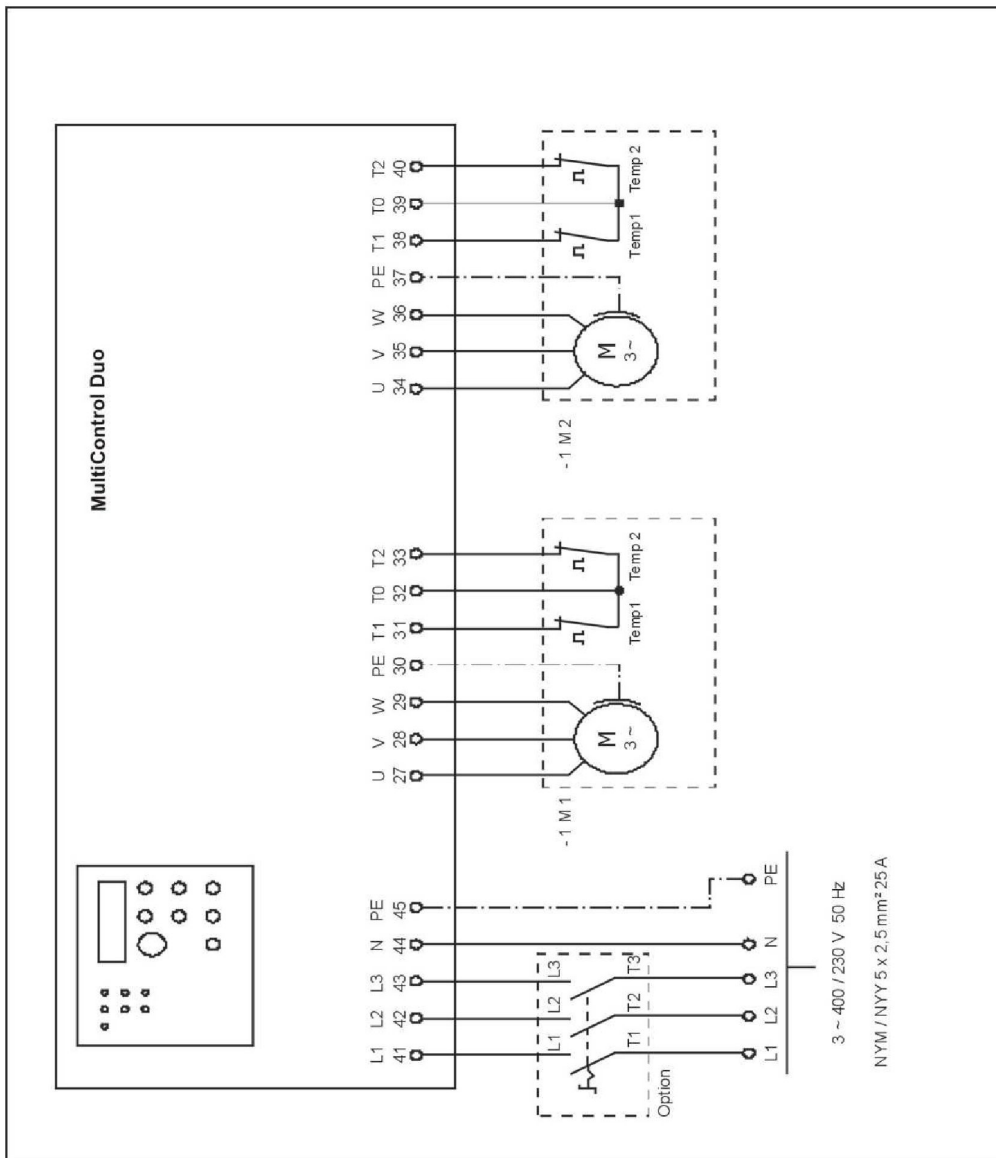 MultiControl Duo
L1 L2 L3 N PE
41 42 43 44 45
U V W PE T1 T0 T2
27 28 29 30 31 32 33
U V W PE T1 T0 T2
34 35 36 37 38 39 40
L1 L2 L3
T1 T2 T3
Option
L1 L2 L3 N PE
3 ~ 400 / 230 V 50 Hz
NYM / NYY 5 x 2,5 mm² 25 A
- 1 M 1
M
3 ~
Temp1
Temp 2
- 1 M 2
M
3 ~
Temp1
Temp 2